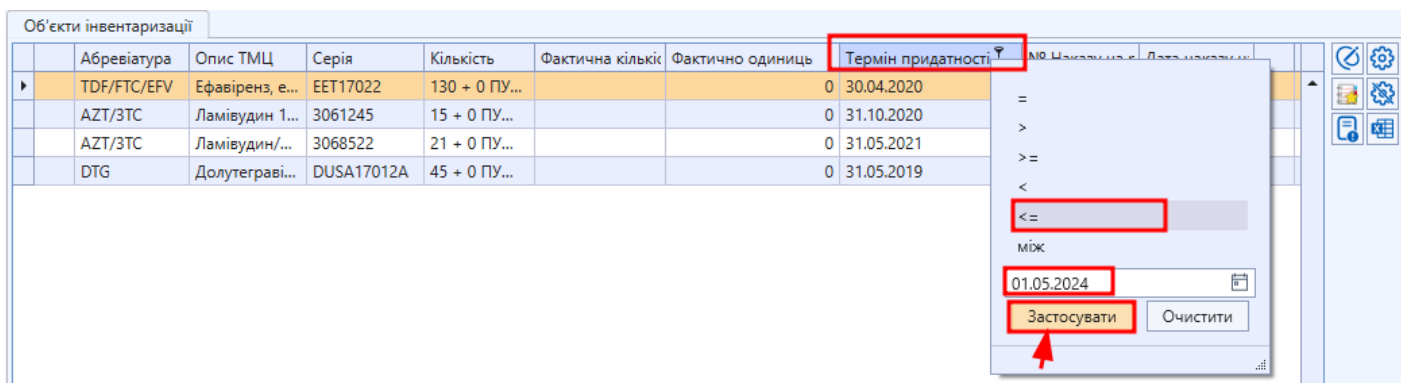 Об'єкти інвентаризації
Абревіатура Опис ТМЦ Серія Кількість Фактична кількіс Фактично одиниць Термін придатності № Наказу на Дата наказу
TDF/FTC/EFV Ефавіренз, е... EET17022 130 + 0 ПУ... 0 30.04.2020
AZT/3TC Ламівудин 1... 3061245 15 + 0 ПУ... 0 31.10.2020
AZT/3TC Ламівудин/... 3068522 21 + 0 ПУ... 0 31.05.2021
DTG Долутеграві... DUSA17012A 45 + 0 ПУ... 0 31.05.2019
=
>
>=
<
<=
між
01.05.2024
Застосувати Очистити